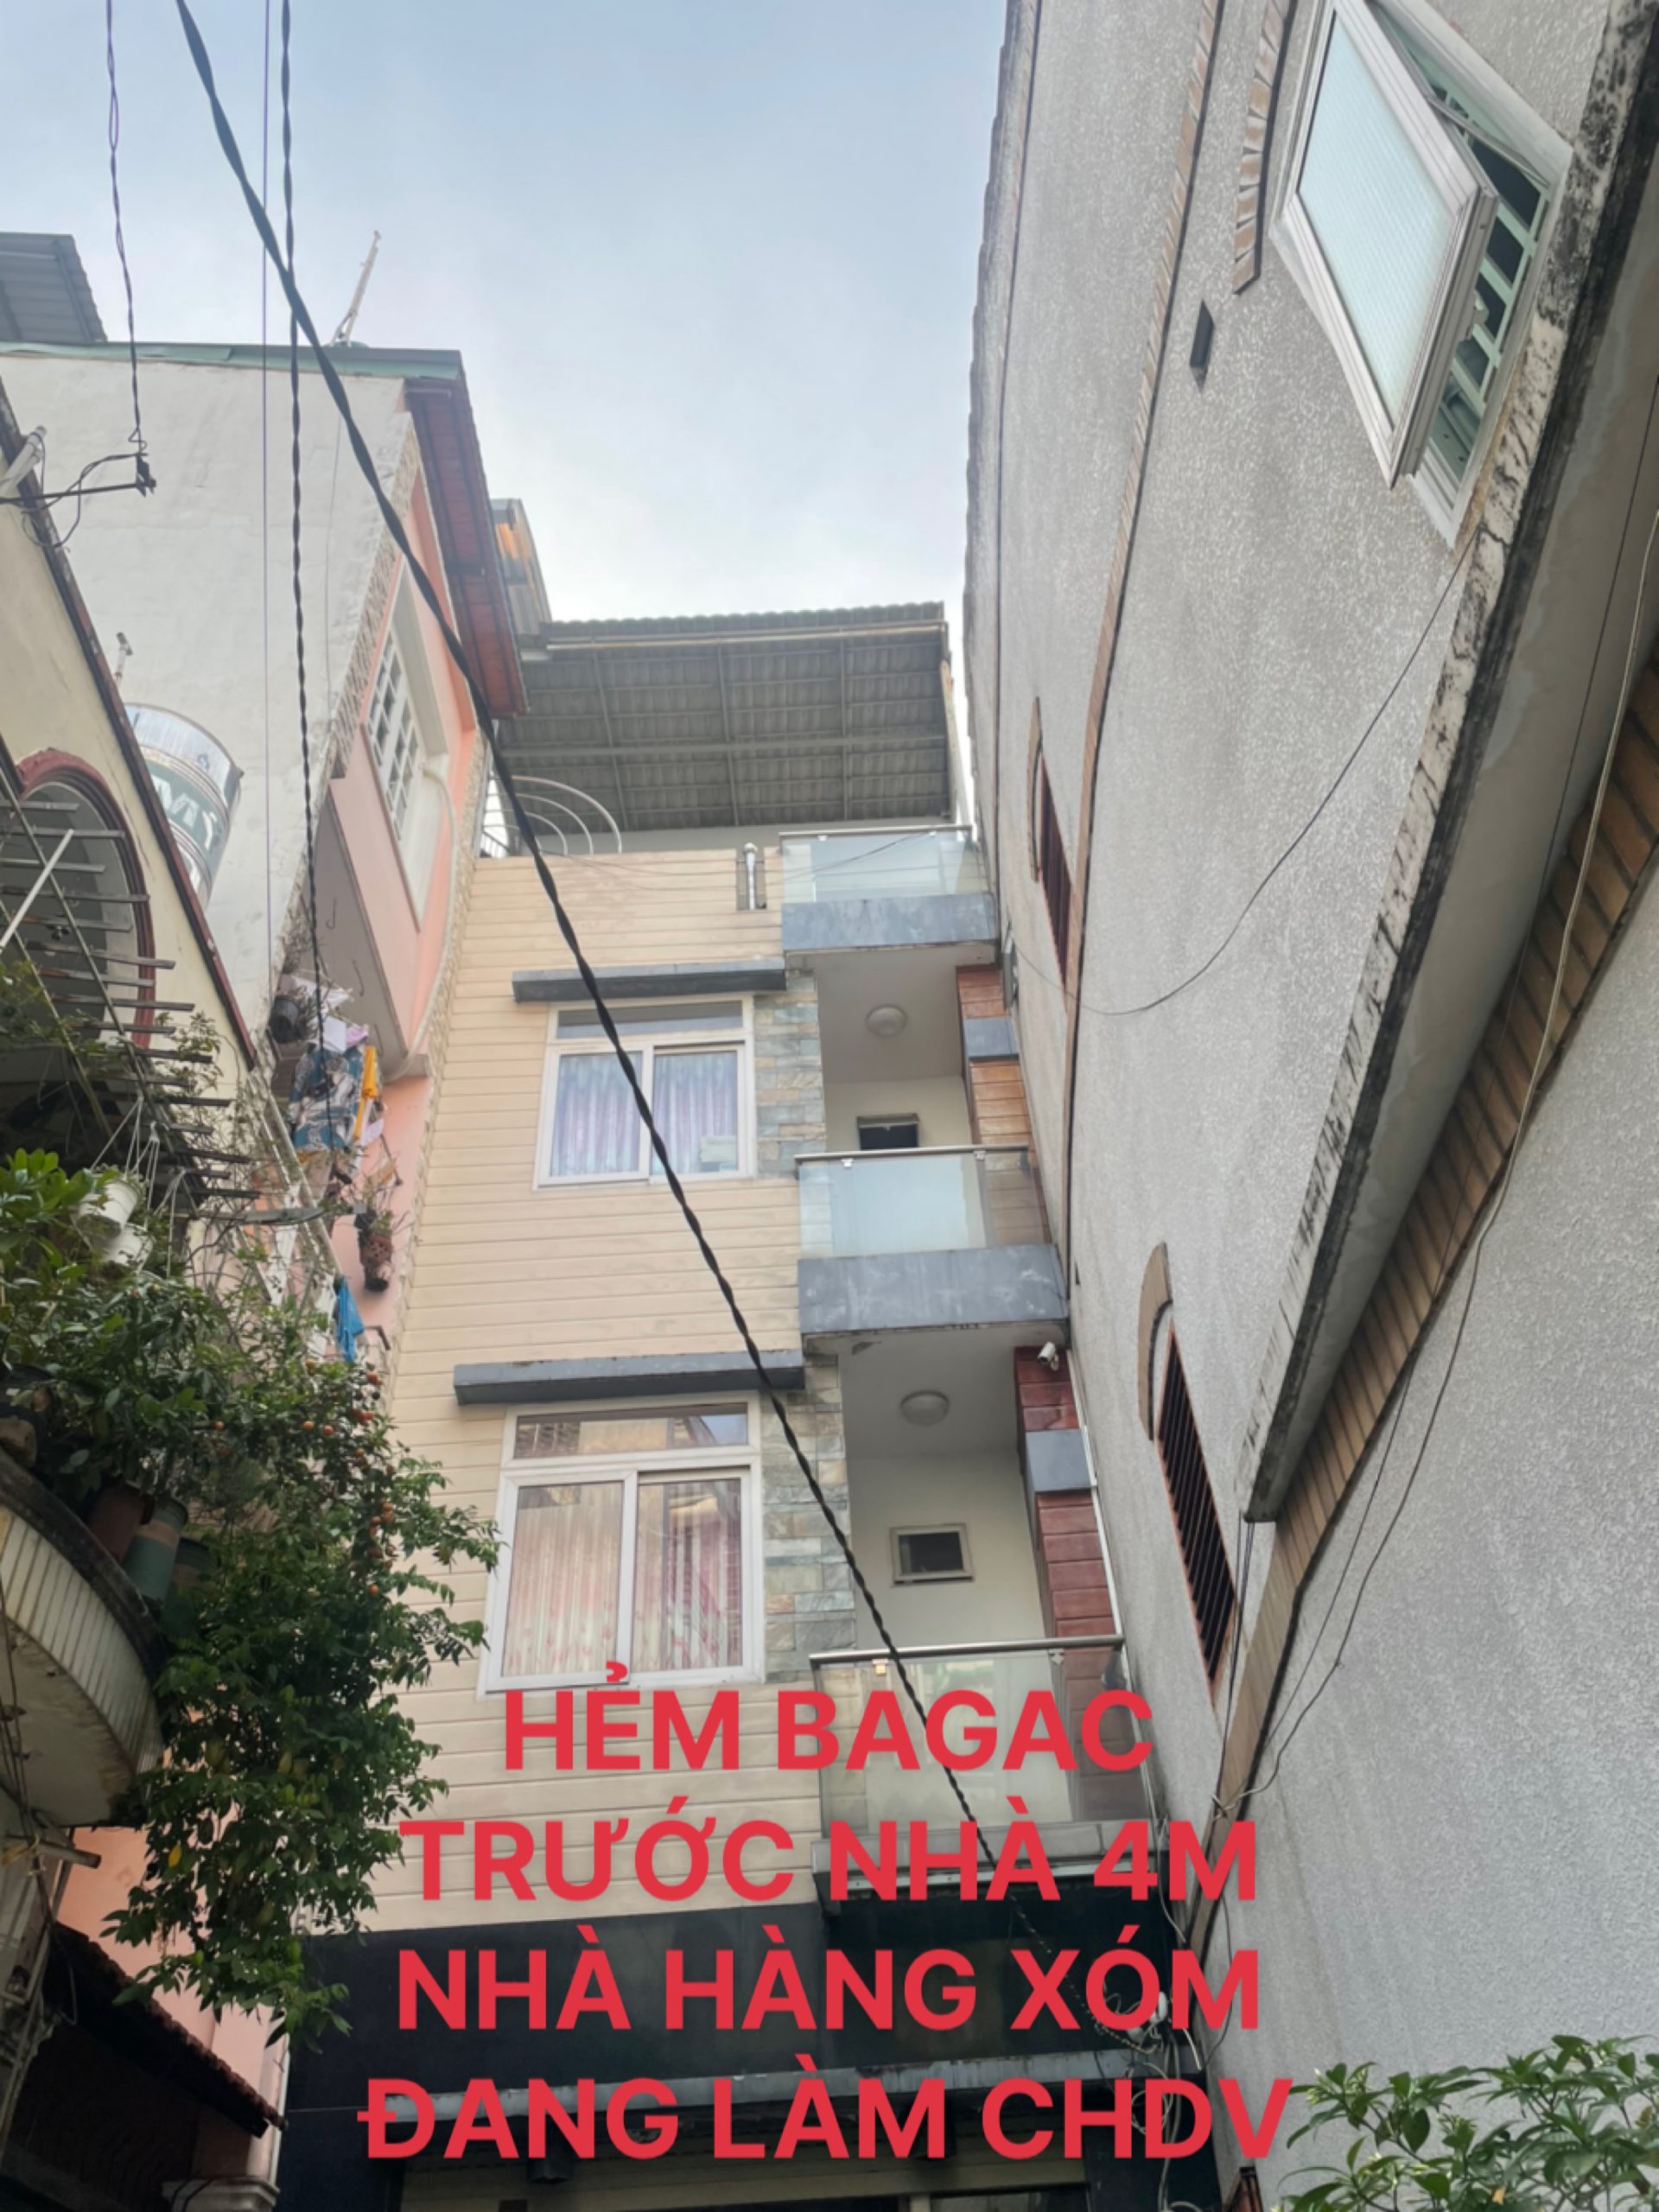 HẺM BAGAC
TRƯỚC NHÀ 4M
NHÀ HÀNG XÓM
ĐANG LÀM CHDV